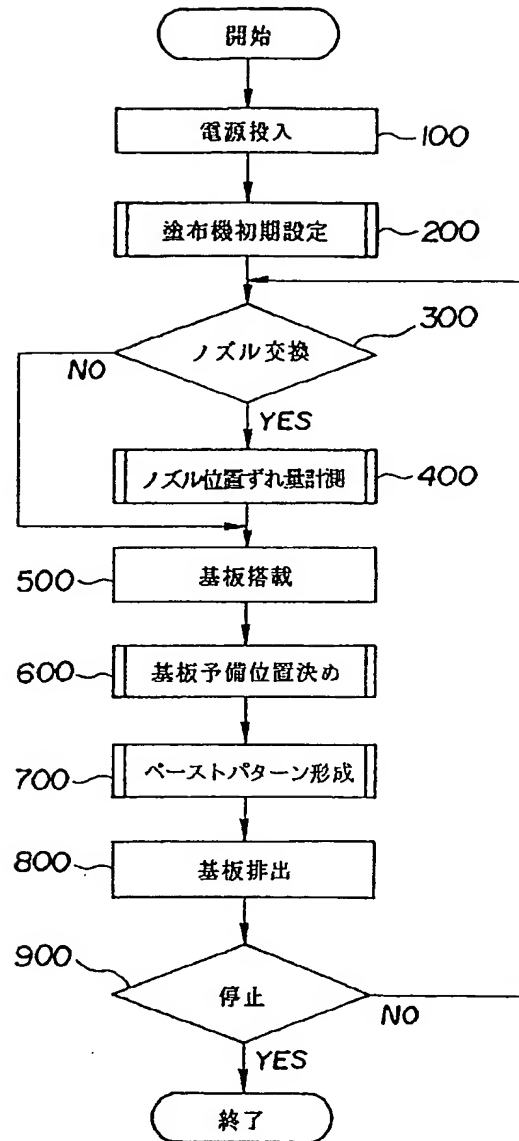 開始
電源投入 100
塗布機初期設定 200
ノズル交換 300
NO
YES
ノズル位置ずれ量計測 400
500 基板搭載
600 基板予備位置決め
700 ペーストパターン形成
800 基板排出
900 停止
NO
YES
終了